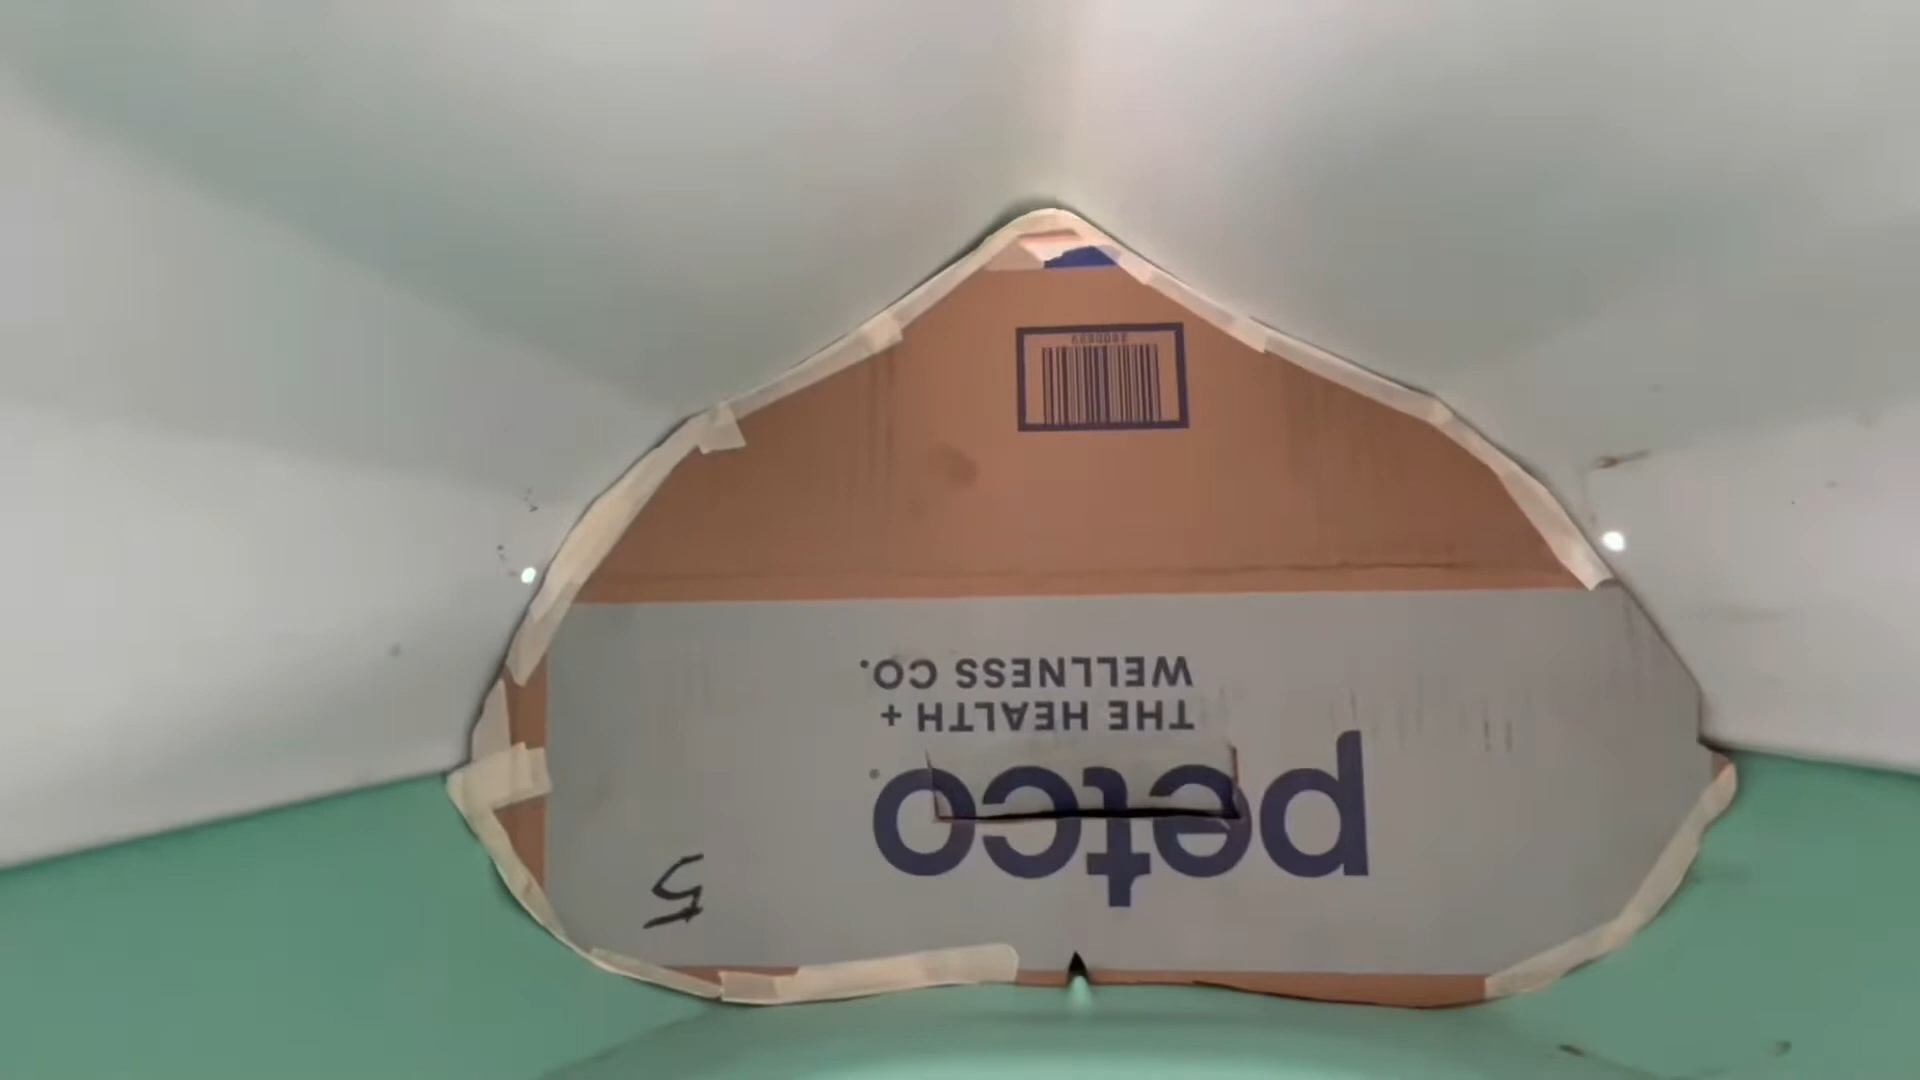 petco
5
THE HEALTH +
WELLNESS CO.